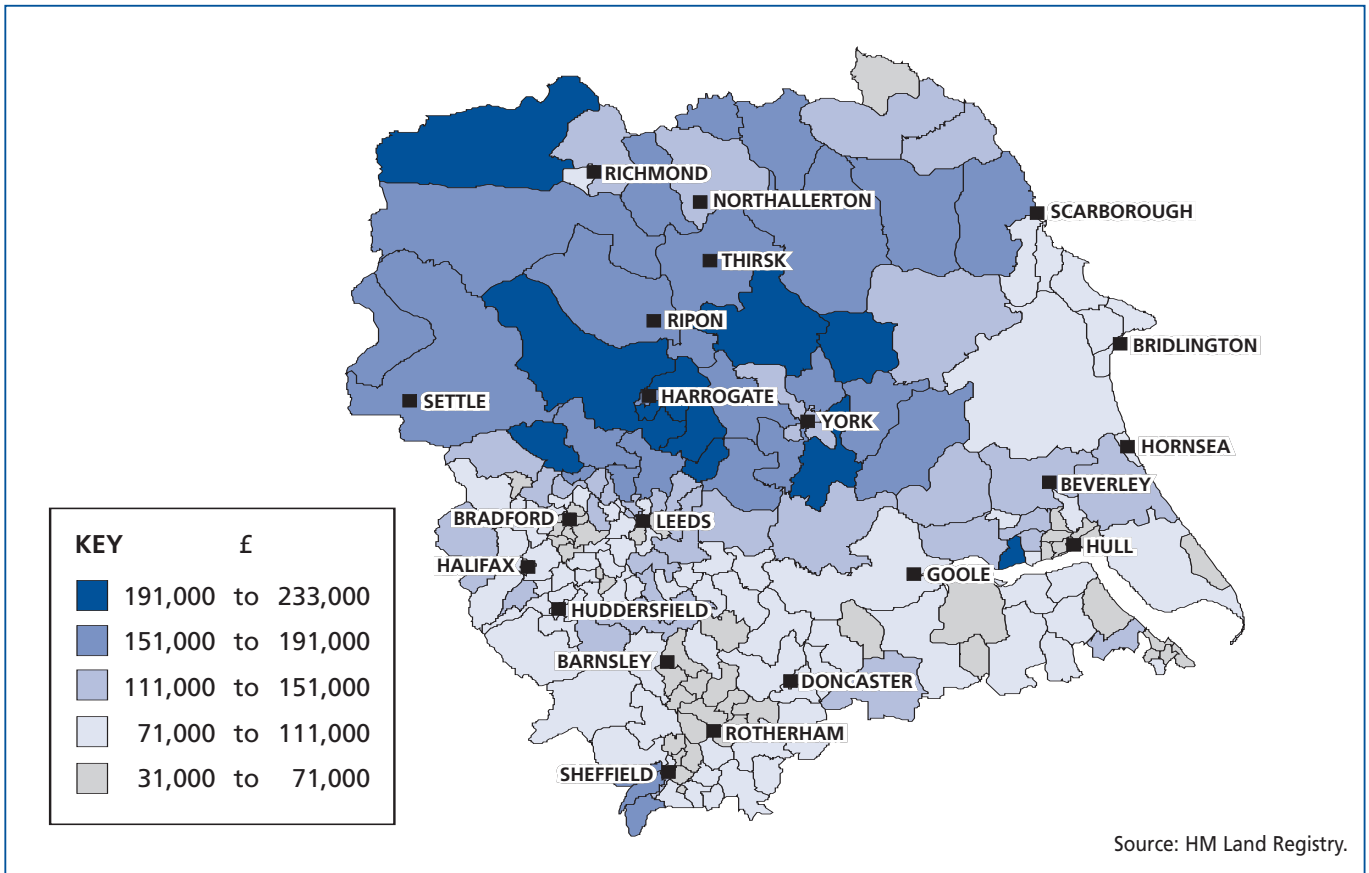 RICHMOND
NORTHALLERTON
SCARBOROUGH
THIRSK
RIPON
BRIDLINGTON
HARROGATE
SETTLE
YORK
HORNSEA
BEVERLEY
BRADFORD
LEEDS
HULL
HALIFAX
GOOLE
HUDDERSFIELD
BARNSLEY
DONCASTER
ROTHERHAM
SHEFFIELD
KEY £
191,000 to 233,000
151,000 to 191,000
111,000 to 151,000
71,000 to 111,000
31,000 to 71,000
Source: HM Land Registry.